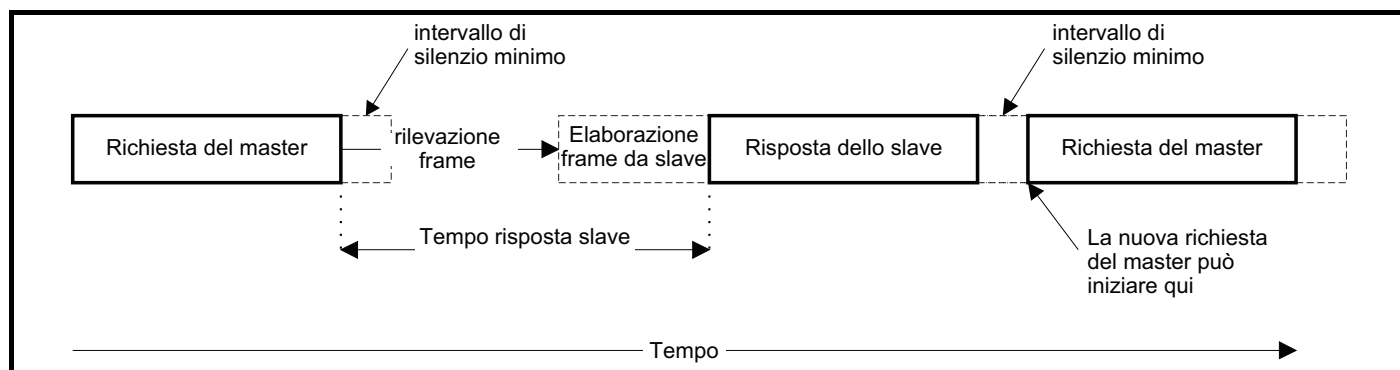 intervallo di
silenzio minimo
intervallo di
silenzio minimo
Richiesta del master
rilevazione
frame
Elaborazione
frame da slave
Risposta dello slave
Richiesta del master
Tempo risposta slave
La nuova richiesta
del master può
iniziare qui
Tempo